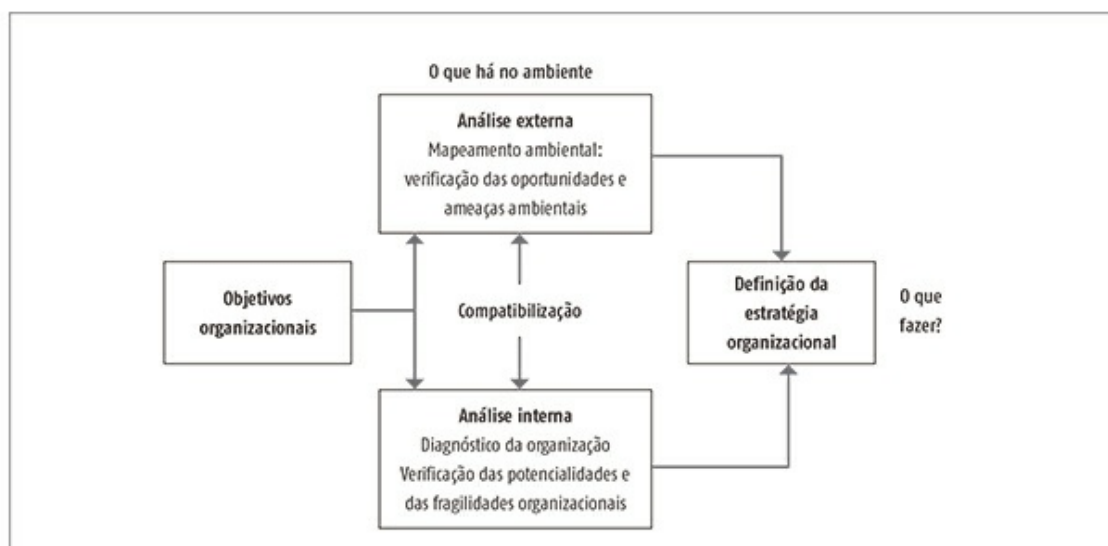 O que há no ambiente
Análise externa
Mapeamento ambiental:
verificação das oportunidades e
ameaças ambientais
Objetivos
organizacionais
Compatibilização
Definição da
estratégia
organizacional
O que
fazer?
Análise interna
Diagnóstico da organização
Verificação das potencialidades e
das fragilidades organizacionais